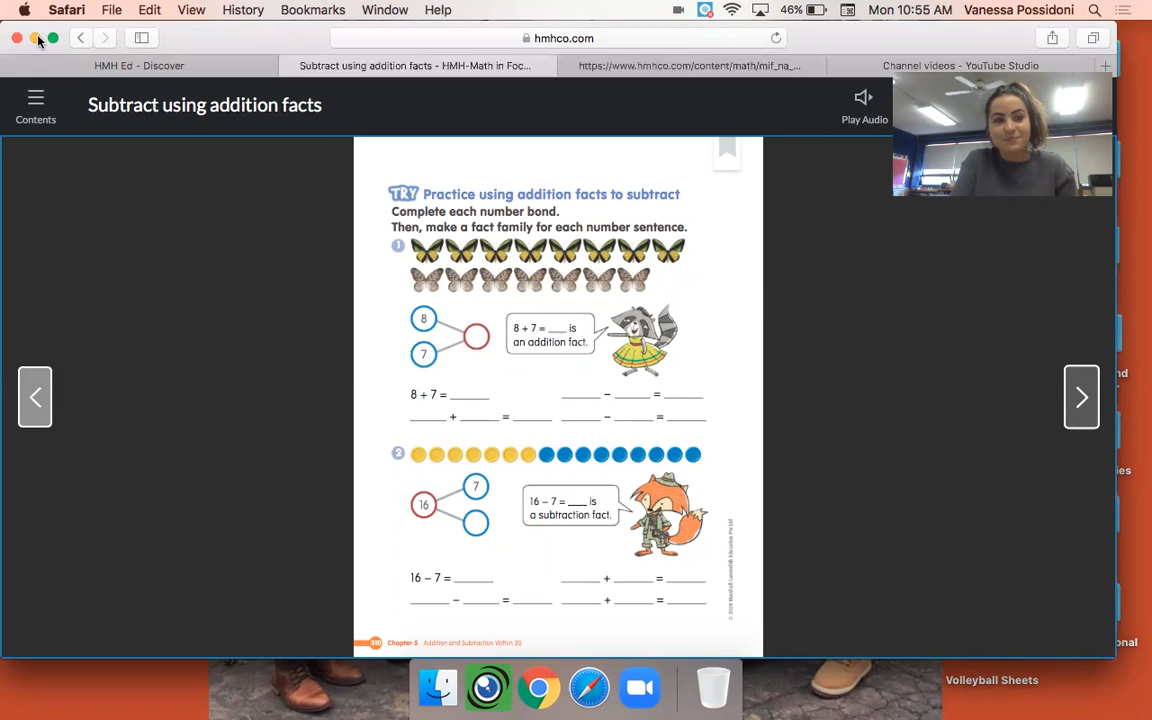 Safari File Edit View History Bookmarks Window Help 46% Mon 10:55 AM Vanessa Possidoni
hmhco.com
HMH Ed - Discover
Subtract using addition facts - HMH-Math in Foc...
https://www.hmhco.com/content/math/mif_na_...
Channel videos - YouTube Studio
Contents
Subtract using addition facts
Play Audio
TRY Practice using addition facts to subtract
Complete each number bond.
Then, make a fact family for each number sentence.
1
8
7
8 + 7 = ___ is
an addition fact.
8 + 7 = ______ ______ - ______ = ______
______ + ______ = ______ ______ - ______ = ______
2
16
7
16 - 7 = ___ is
a subtraction fact.
16 - 7 = ______ ______ + ______ = ______
______ - ______ = ______ ______ + ______ = ______
310 Chapter 5 Addition and Subtraction Within 20
nd
ies
onal
Volleyball Sheets